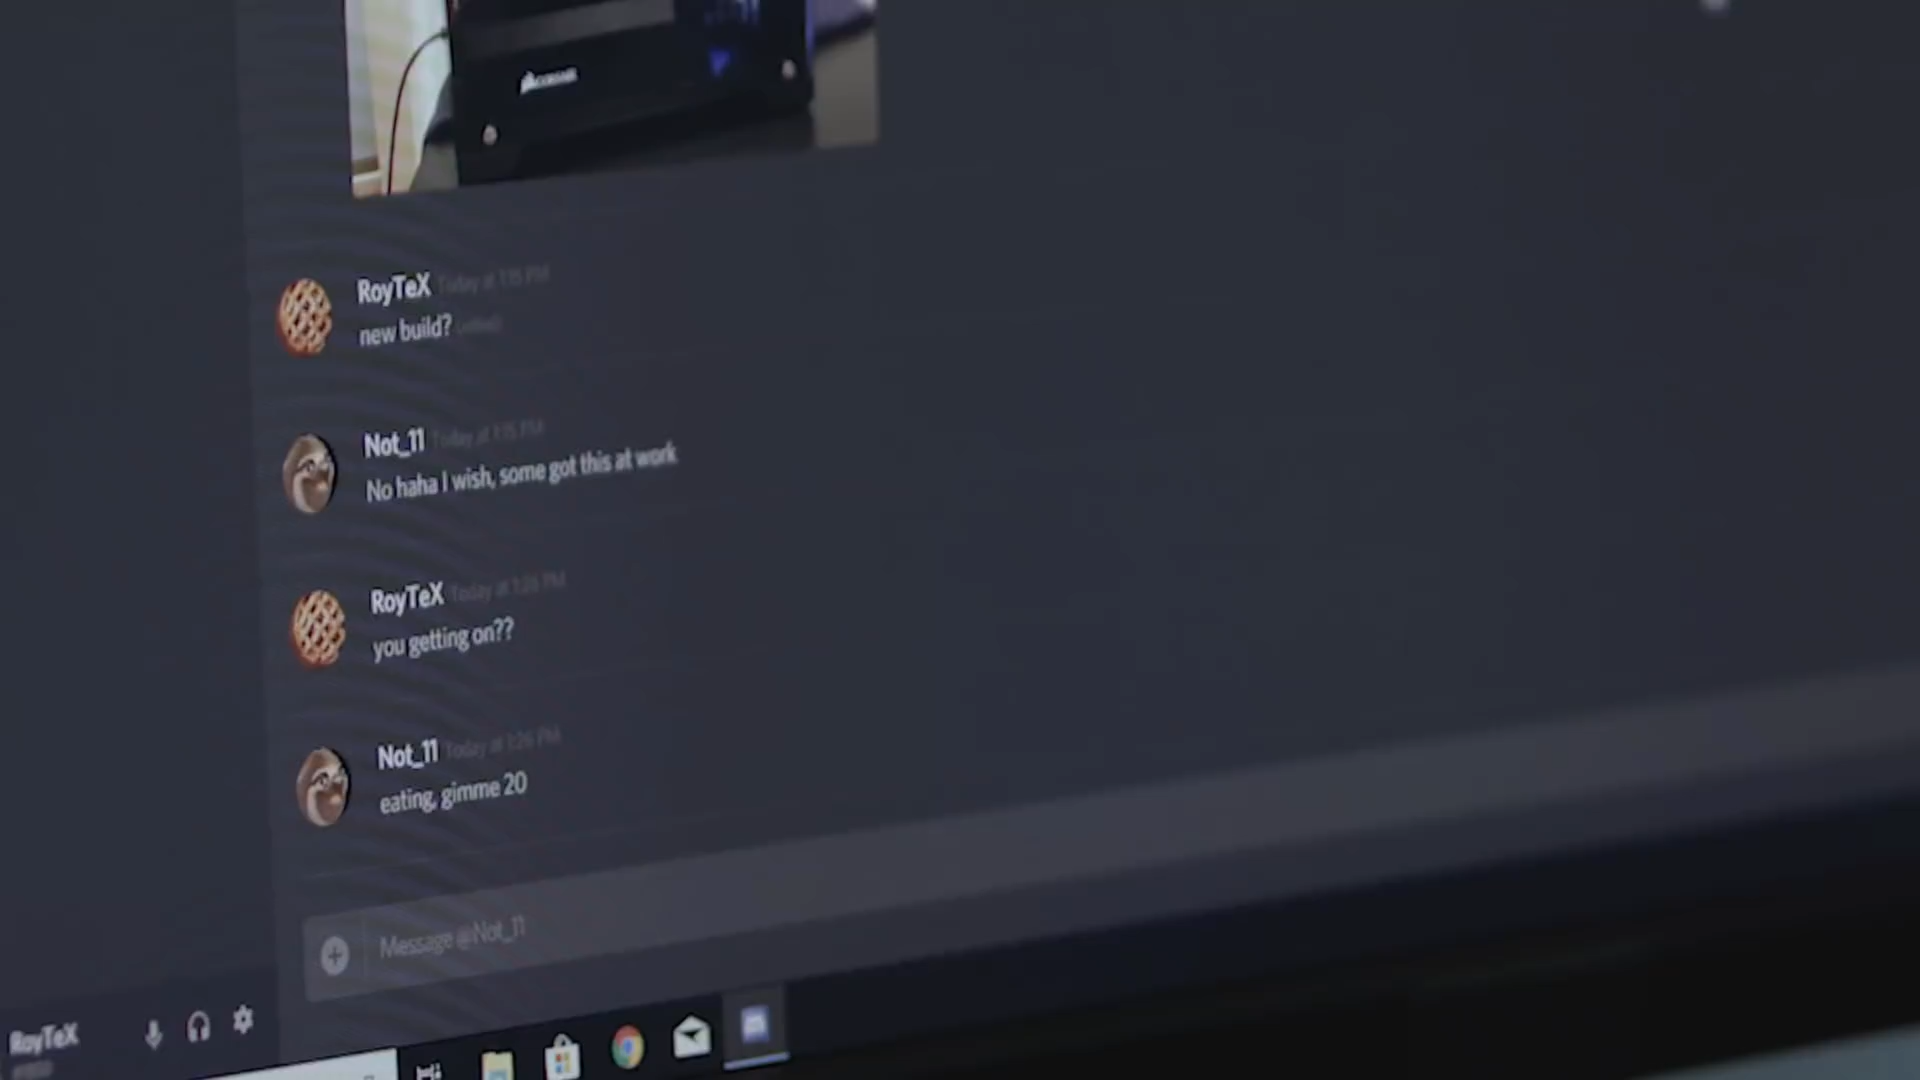 CORSAIR
RoyTeX Today at 1:15 PM
new build? (edited)
Not_11 Today at 1:15 PM
No haha I wish, some got this at work
RoyTeX Today at 1:26 PM
you getting on??
Not_11 Today at 1:26 PM
eating, gimme 20
Message @Not_11
RoyTeX